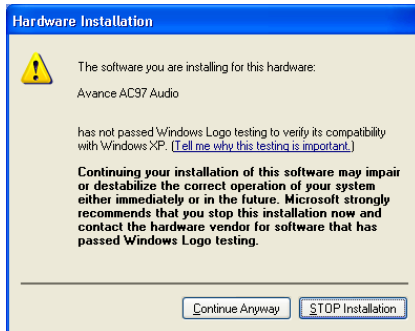 Hardware Installation
The software you are installing for this hardware:
Avance AC97 Audio
has not passed Windows Logo testing to verify its compatibility
with Windows XP. (Tell me why this testing is important.)
Continuing your installation of this software may impair
or destabilize the correct operation of your system
either immediately or in the future. Microsoft strongly
recommends that you stop this installation now and
contact the hardware vendor for software that has
passed Windows Logo testing.
Continue Anyway STOP Installation